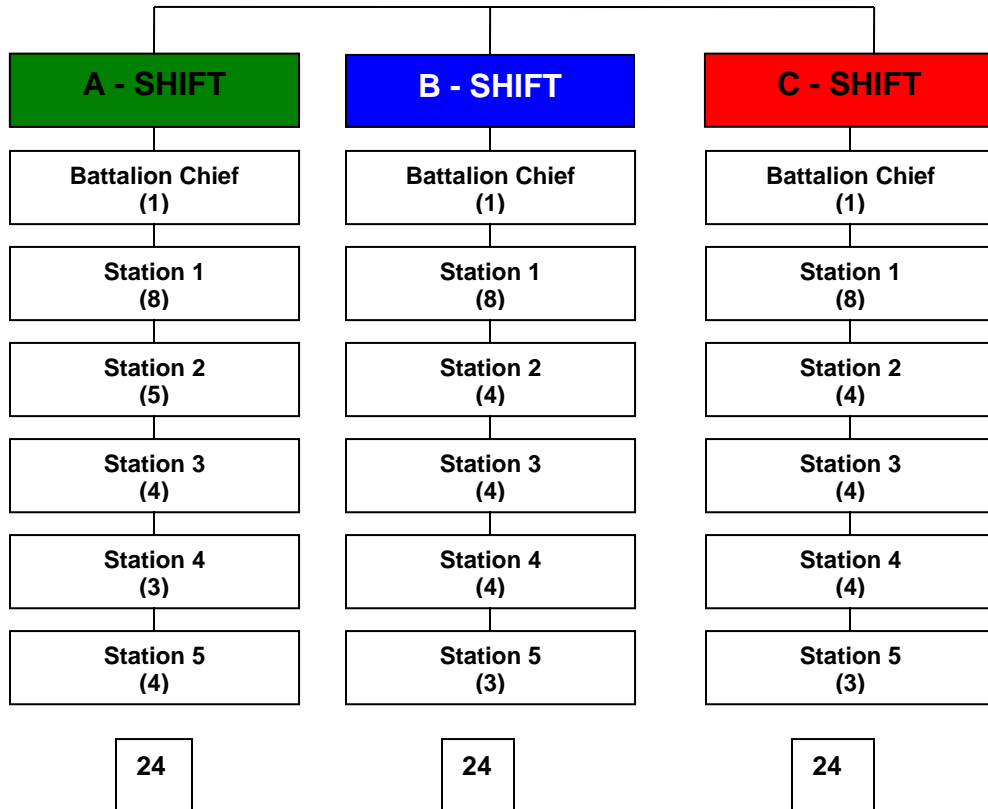 A - SHIFT
B - SHIFT
C - SHIFT
Battalion Chief
(1)
Battalion Chief
(1)
Battalion Chief
(1)
Station 1
(8)
Station 1
(8)
Station 1
(8)
Station 2
(5)
Station 2
(4)
Station 2
(4)
Station 3
(4)
Station 3
(4)
Station 3
(4)
Station 4
(3)
Station 4
(4)
Station 4
(4)
Station 5
(4)
Station 5
(3)
Station 5
(3)
24
24
24